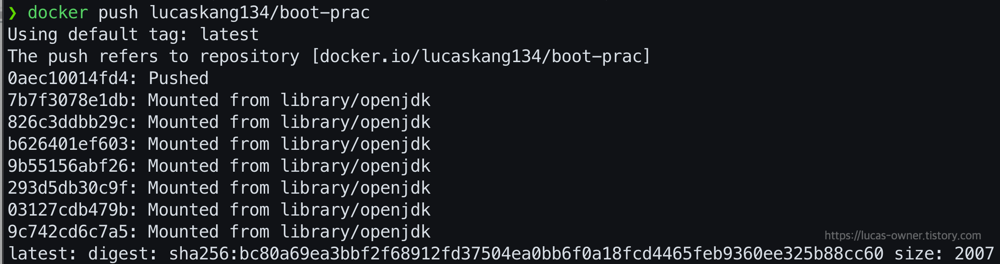 ❯ docker push lucaskang134/boot-prac
Using default tag: latest
The push refers to repository [docker.io/lucaskang134/boot-prac]
0aec10014fd4: Pushed
7b7f3078e1db: Mounted from library/openjdk
826c3ddbb29c: Mounted from library/openjdk
b626401ef603: Mounted from library/openjdk
9b55156abf26: Mounted from library/openjdk
293d5db30c9f: Mounted from library/openjdk
03127cdb479b: Mounted from library/openjdk
9c742cd6c7a5: Mounted from library/openjdk
https://lucas-owner.tistory.com
latest: digest: sha256:bc80a69ea3bbf2f68912fd37504ea0bb6f0a18fcd4465feb9360ee325b88cc60 size: 2007